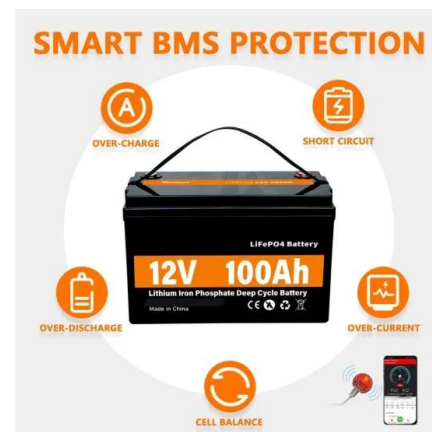 SMART BMS PROTECTION
A
OVER-CHARGE
SHORT CIRCUIT
LiFePO4 Battery
12V 100Ah
Lithium Iron Phosphate Deep Cycle Battery
Made in China
CE
OVER-DISCHARGE
OVER-CURRENT
CELL BALANCE